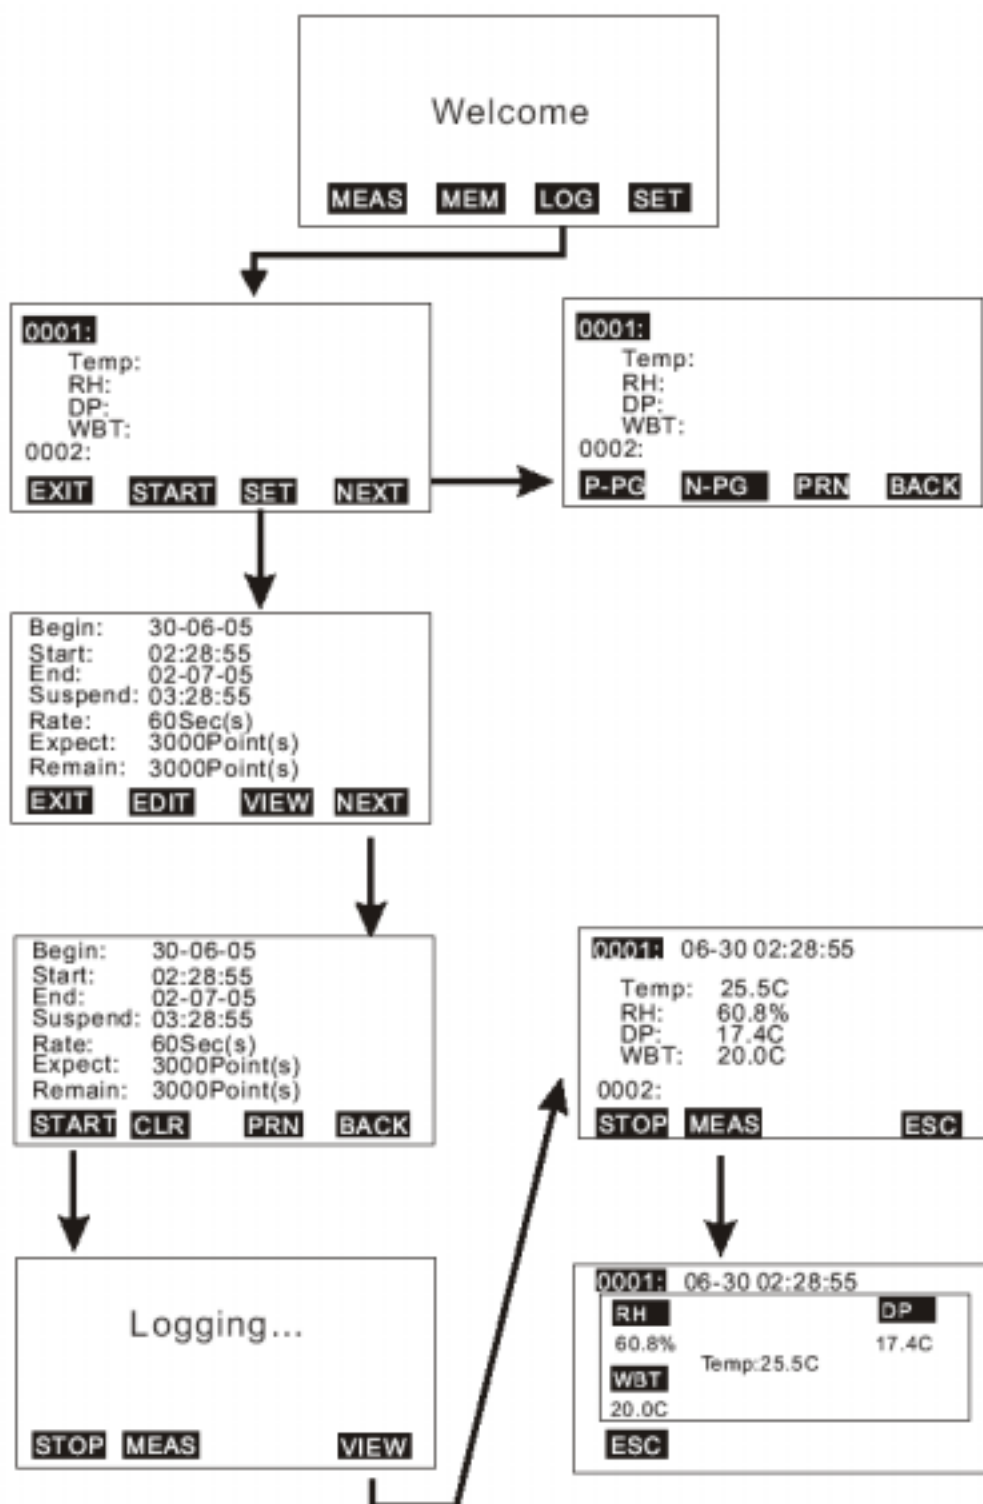 Welcome
MEAS MEM LOG SET
0001:
Temp:
RH:
DP:
WBT:
0002:
EXIT START SET NEXT
0001:
Temp:
RH:
DP:
WBT:
0002:
P-PG N-PG PRN BACK
Begin: 30-06-05
Start: 02:28:55
End: 02-07-05
Suspend: 03:28:55
Rate: 60Sec(s)
Expect: 3000Point(s)
Remain: 3000Point(s)
EXIT EDIT VIEW NEXT
Begin: 30-06-05
Start: 02:28:55
End: 02-07-05
Suspend: 03:28:55
Rate: 60Sec(s)
Expect: 3000Point(s)
Remain: 3000Point(s)
START CLR PRN BACK
Logging...
STOP MEAS VIEW
0001: 06-30 02:28:55
Temp: 25.5C
RH: 60.8%
DP: 17.4C
WBT: 20.0C
0002:
STOP MEAS ESC
0001: 06-30 02:28:55
RH DP
60.8% 17.4C
Temp:25.5C
WBT
20.0C
ESC